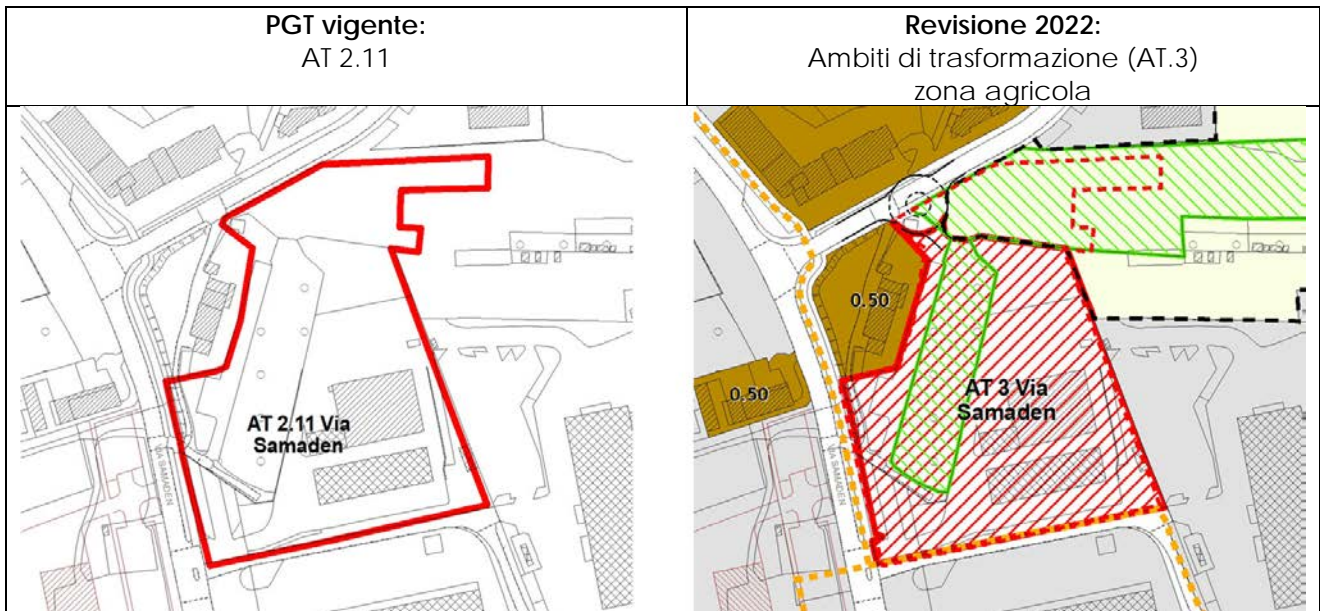 PGT vigente:
AT 2.11
Revisione 2022:
Ambiti di trasformazione (AT.3)
zona agricola
AT 2.11 Via
Samaden
VIA SAMADEN
0.50
0.50
AT 3 Via
Samaden
VIA SAMADEN